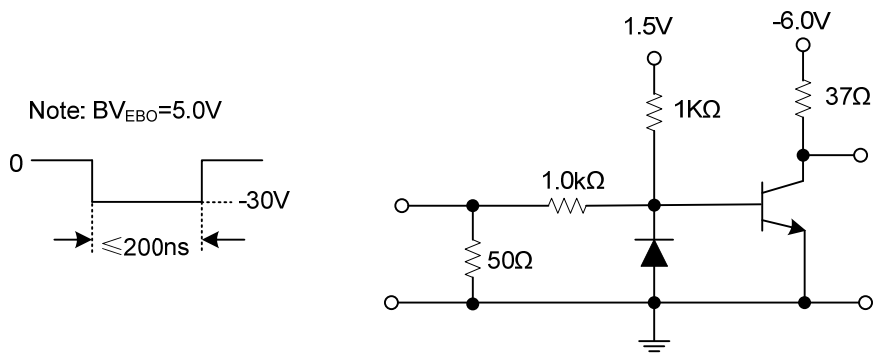 Note: BV_EBO=5.0V
0
-30V
≤200ns
1.5V
-6.0V
1KΩ
37Ω
1.0kΩ
50Ω